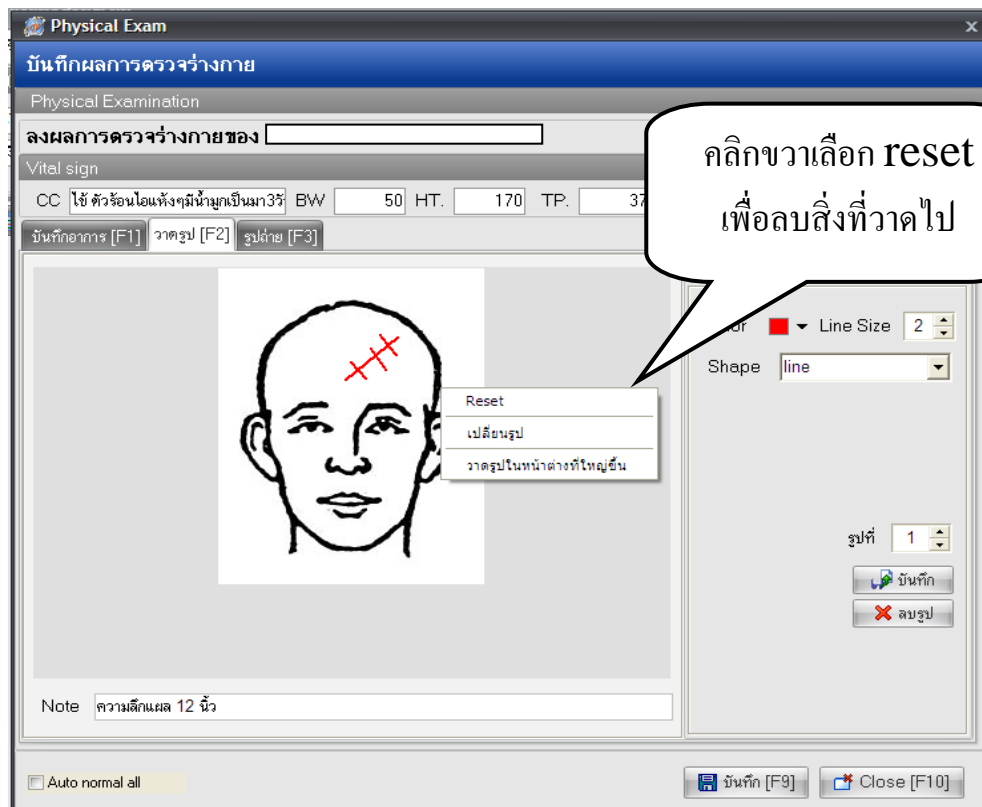 Physical Exam
บันทึกผลการตรวจร่างกาย
Physical Examination
ลงผลการตรวจร่างกายของ
คลิกขวาเลือก reset
เพื่อลบสิ่งที่วาดไป
Vital sign
CC ไข้ ตัวร้อนไอแห้งๆมีน้ำมูกเป็นมา3วั BW 50 HT. 170 TP. 37
บันทึกอาการ [F1] วาดรูป [F2] รูปถ่าย [F3]
Line Size 2
Shape line
Reset
เปลี่ยนรูป
วาดรูปในหน้าต่างที่ใหญ่ขึ้น
รูปที่ 1
บันทึก
ลบรูป
Note ความลึกแผล 12 นิ้ว
Auto normal all
บันทึก [F9] Close [F10]